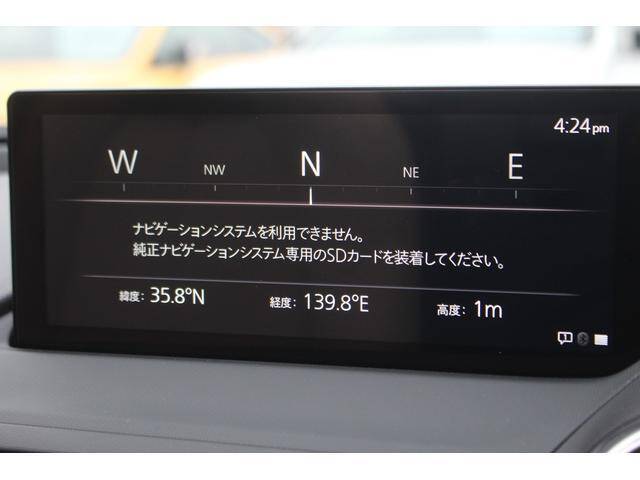 4:24pm
W NW N NE E
ナビゲーションシステムを利用できません。
純正ナビゲーションシステム専用のSDカードを装着してください。
緯度: 35.8°N 経度: 139.8°E 高度: 1m